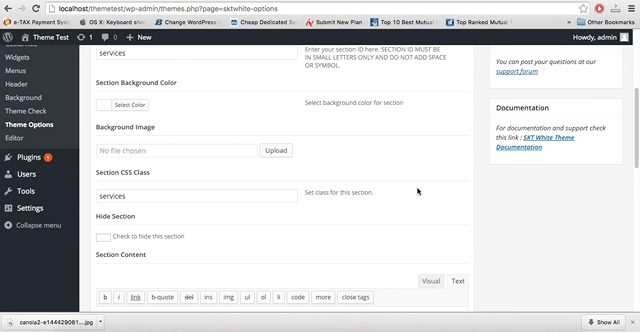 e-TAX Payment System
OS X: Keyboard shor
Change WordPress L
Cheap Dedicated Se
Submit New Plan
Top 10 Best Mutual
Top Ranked Mutual F
Other Bookmarks
localhost/themetest/wp-admin/themes.php?page=sktwhite-options
Theme Test
1
0
New
Howdy, admin
Customize
Widgets
Menus
Header
Background
Theme Check
Theme Options
Editor
Plugins 1
Users
Tools
Settings
Collapse menu
services
Enter your section ID here. SECTION ID MUST BE
IN SMALL LETTERS ONLY AND DO NOT ADD SPACE
OR SYMBOL.
Section Background Color
Select Color
Select background color for section
Background Image
No file chosen
Upload
Section CSS Class
services
Set class for this section.
Hide Section
Check to hide this section
Section Content
Visual
Text
b
i
link
b-quote
del
ins
img
ul
ol
li
code
more
close tags
You can post your questions at our
support forum
Documentation
For documentation and support check
this link : SKT White Theme
Documentation
canola2-e144429081....jpg
Show All